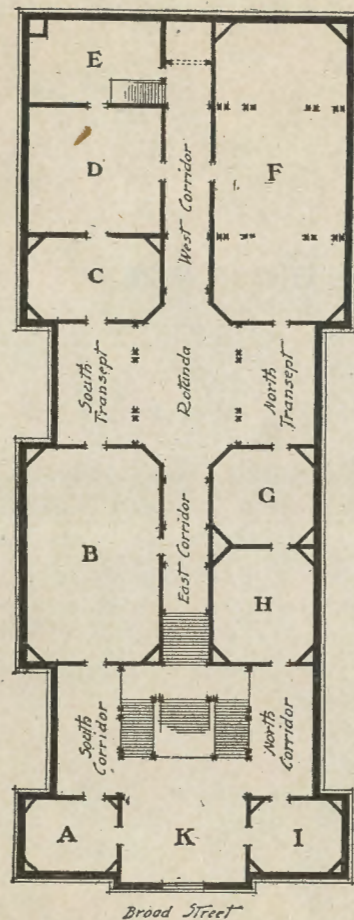 E
D
F
West Corridor
C
South
Transept
Rotunda
North
Transept
B
G
East Corridor
H
South
Corridor
North
Corridor
A
K
I
Broad Street